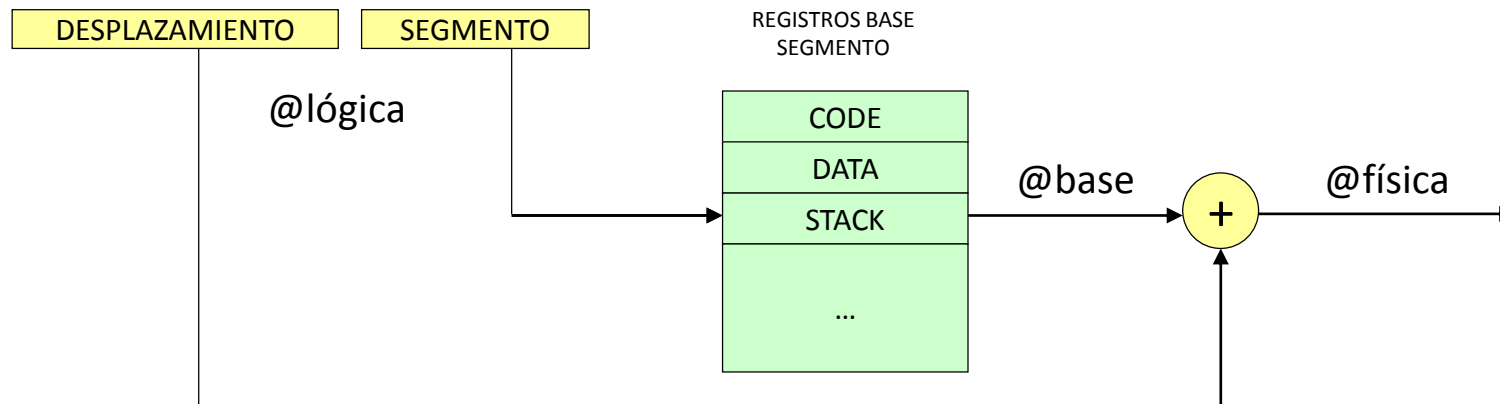 DESPLAZAMIENTO
SEGMENTO
REGISTROS BASE
SEGMENTO
@lógica
CODE
DATA
STACK
...
@base
+
@física